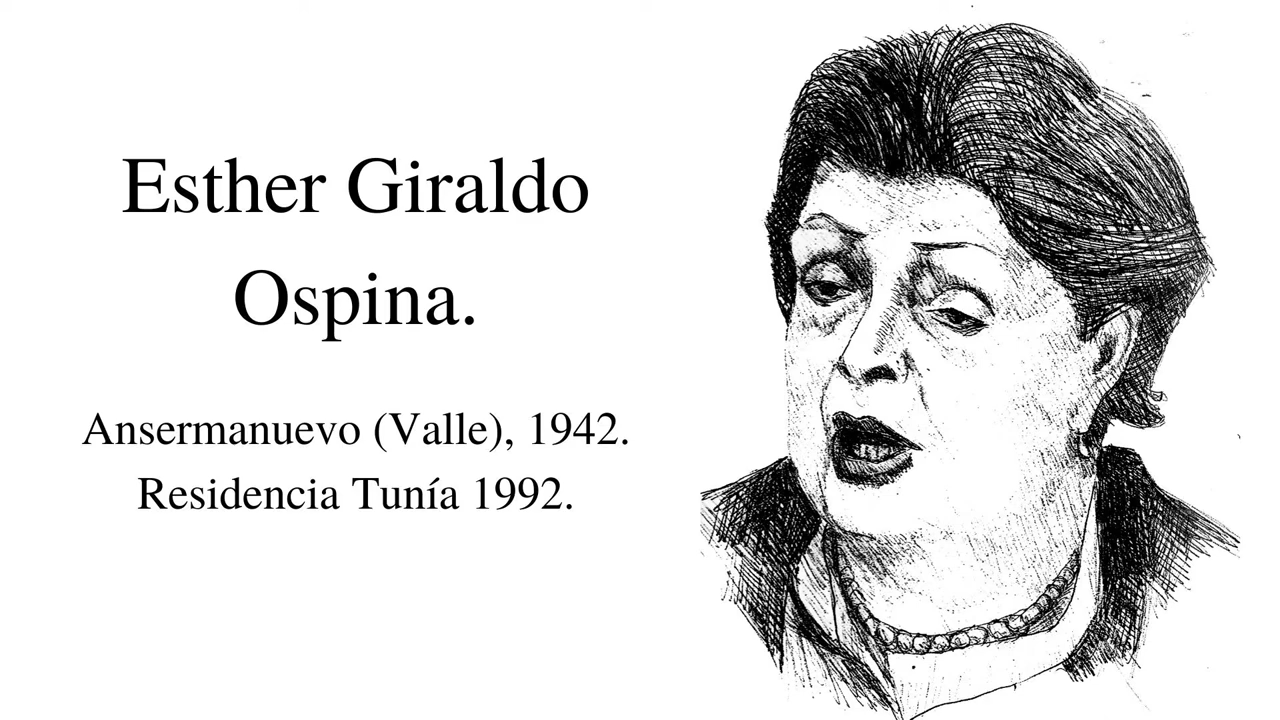 Esther Giraldo
Ospina.
Ansermanuevo (Valle), 1942.
Residencia Tunía 1992.